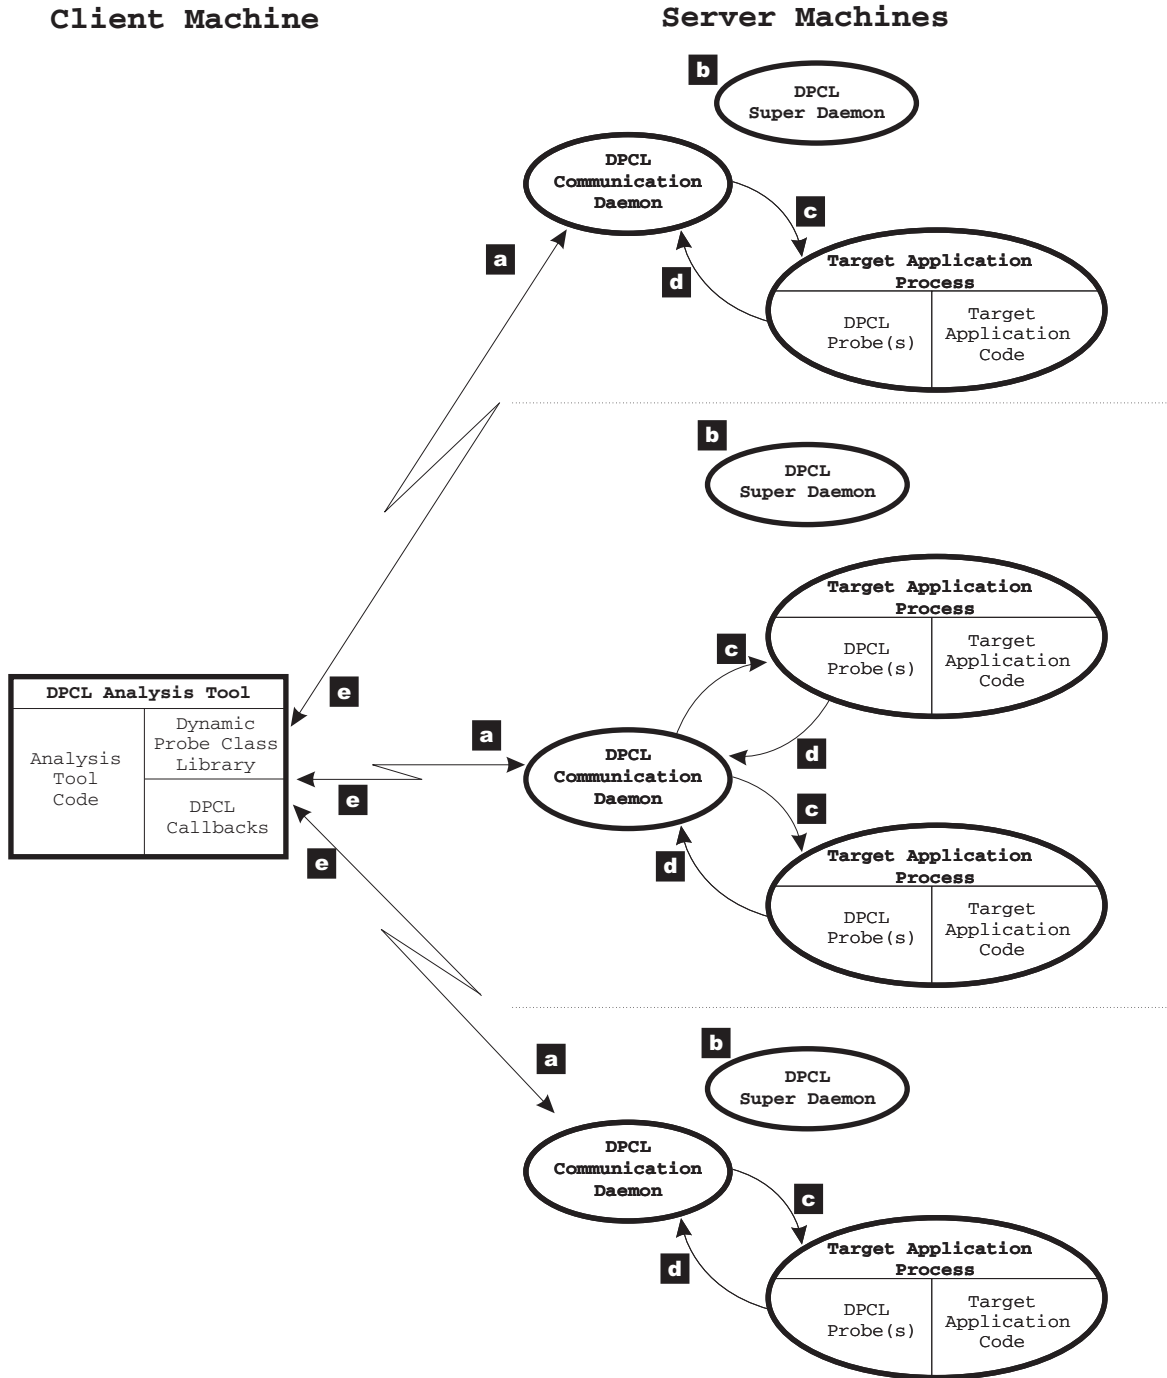 Client Machine
Server Machines
b
DPCL
Super Daemon
DPCL
Communication
Daemon
c
a
d
Target Application
Process
DPCL
Probe(s)
Target
Application
Code
b
DPCL
Super Daemon
Target Application
Process
DPCL
Probe(s)
Target
Application
Code
c
d
a
DPCL
Communication
Daemon
c
d
Target Application
Process
DPCL
Probe(s)
Target
Application
Code
e
DPCL Analysis Tool
Analysis
Tool
Code
Dynamic
Probe Class
Library
DPCL
Callbacks
e
e
b
DPCL
Super Daemon
a
DPCL
Communication
Daemon
c
d
Target Application
Process
DPCL
Probe(s)
Target
Application
Code